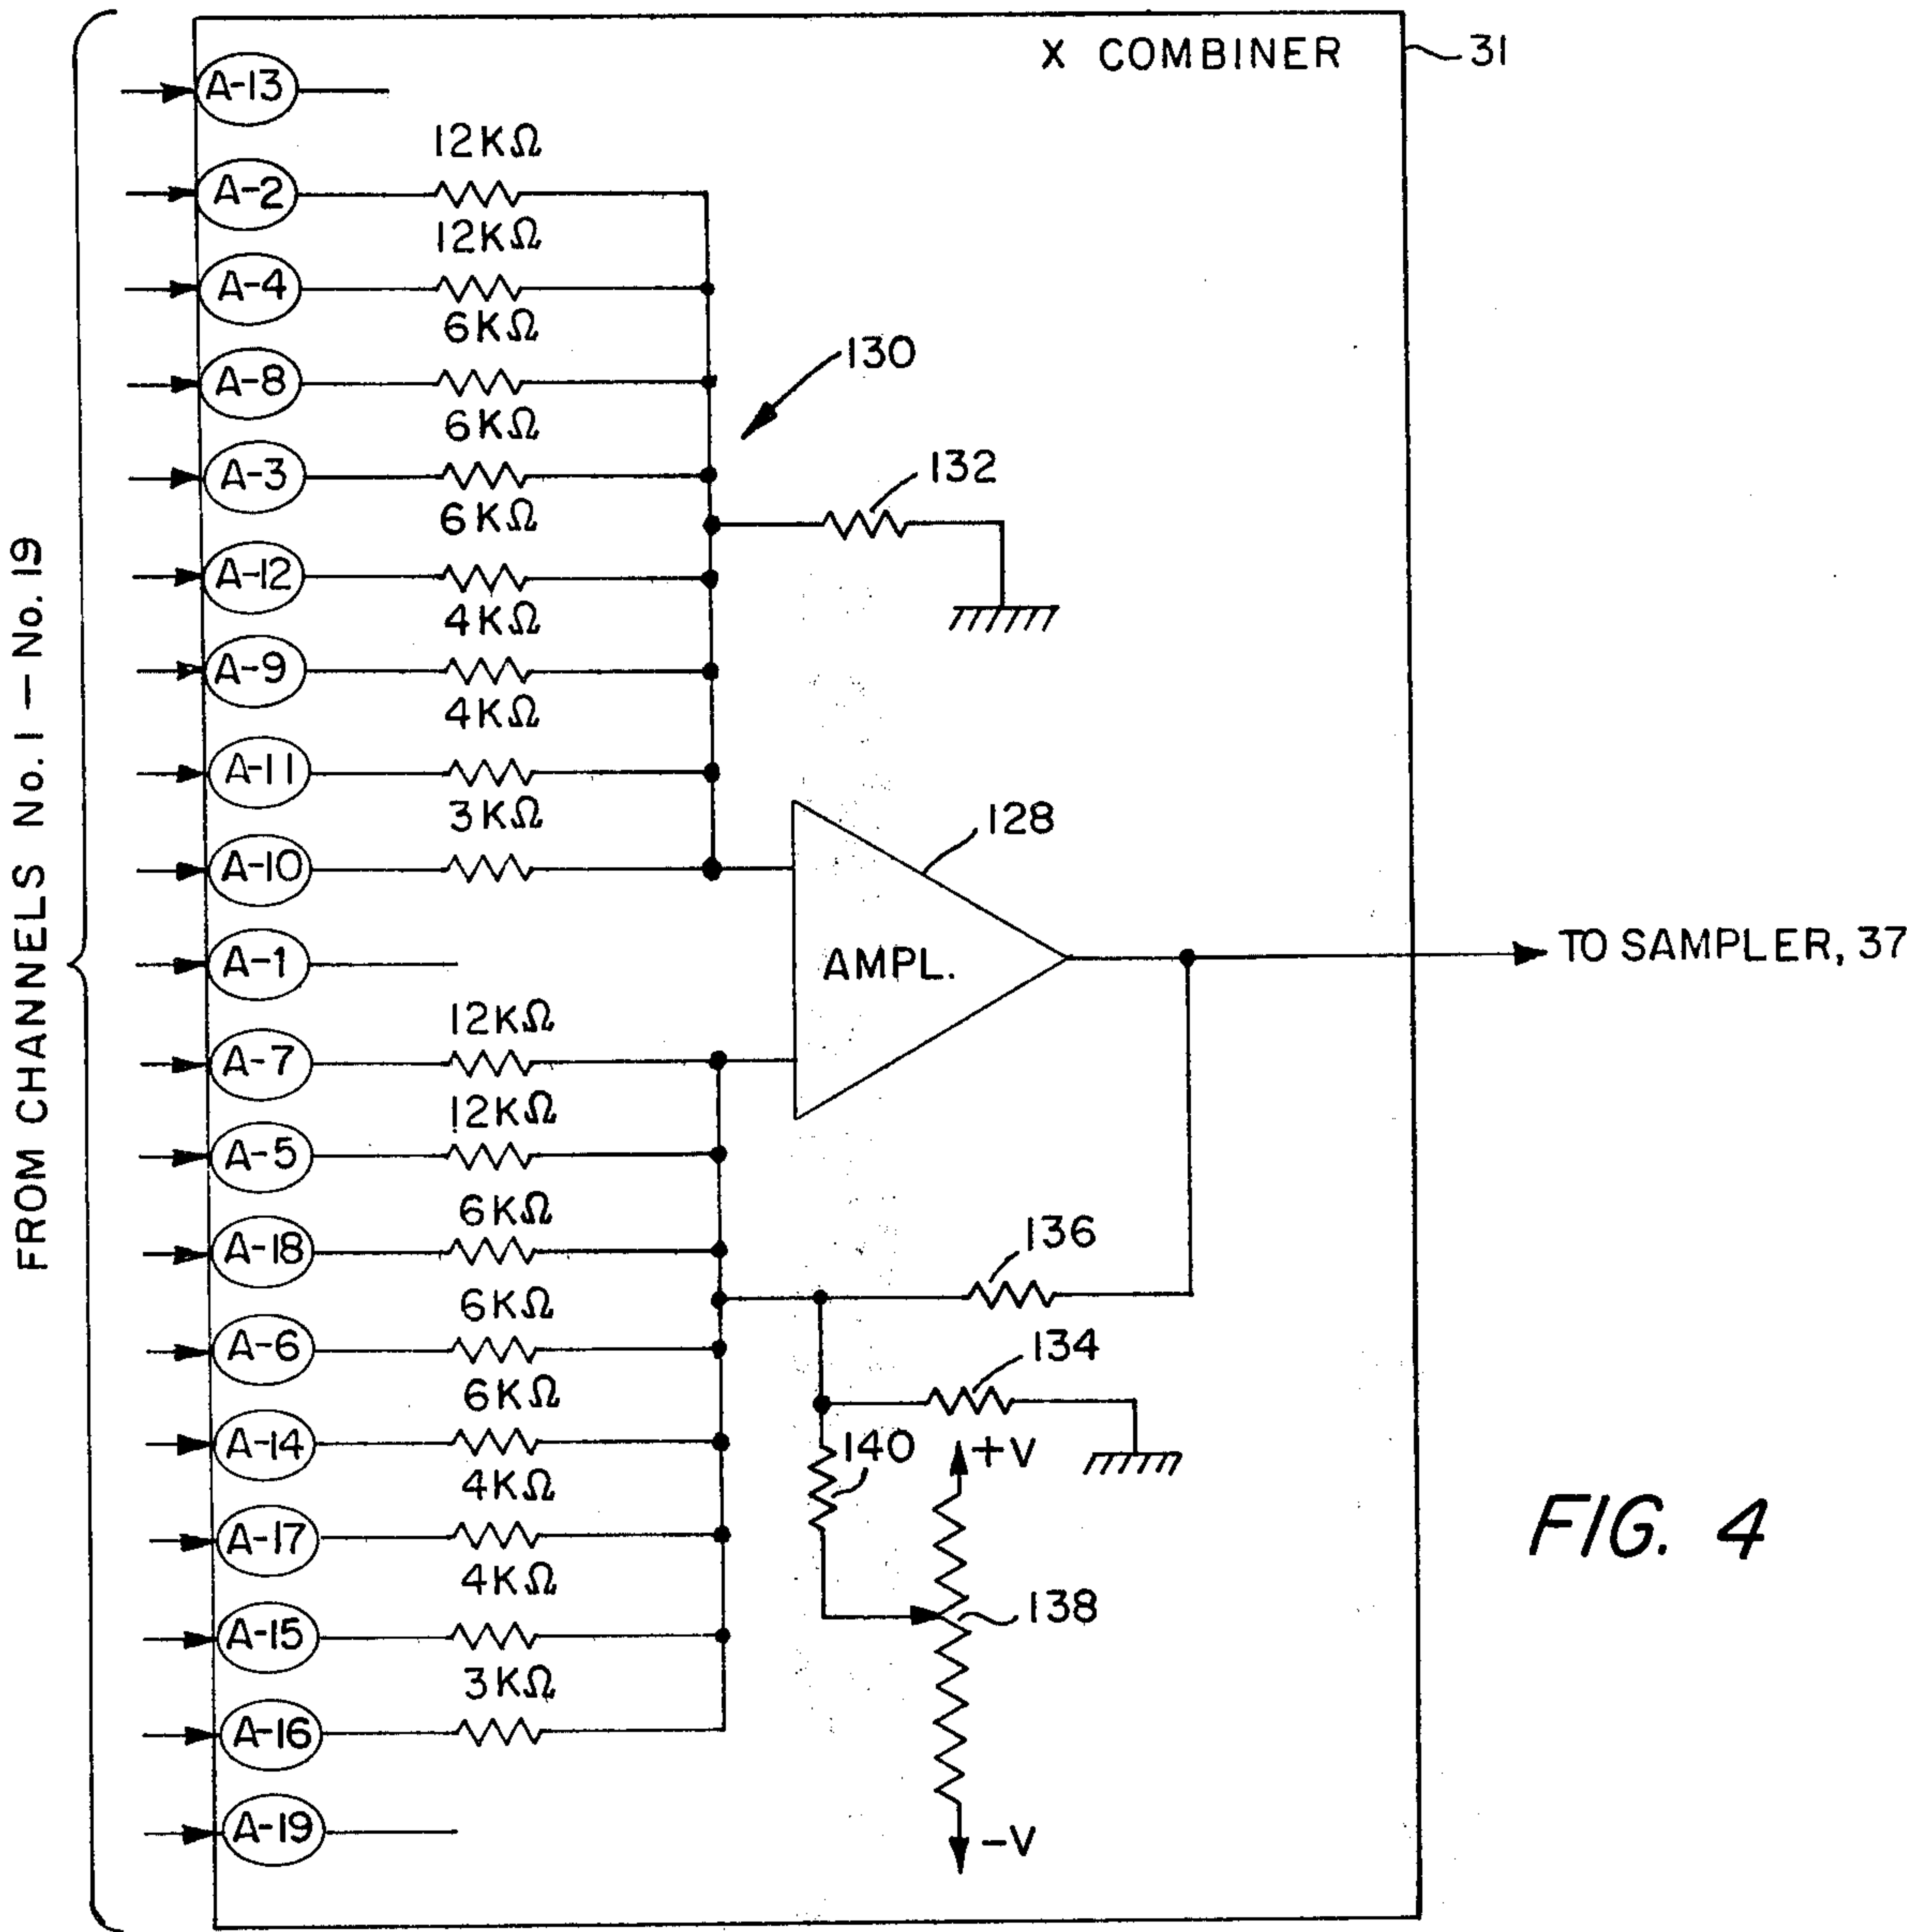 X COMBINER
31
FROM CHANNELS No. 1 – No. 19
A-13
12KΩ
A-2
12KΩ
A-4
6KΩ
A-8
6KΩ
A-3
6KΩ
A-12
4KΩ
A-9
4KΩ
A-11
3KΩ
A-10
A-1
12KΩ
A-7
12KΩ
A-5
6KΩ
A-18
6KΩ
A-6
6KΩ
A-14
4KΩ
A-17
4KΩ
A-15
3KΩ
A-16
A-19
130
132
128
AMPL.
TO SAMPLER, 37
136
134
140
+V
138
-V
FIG. 4